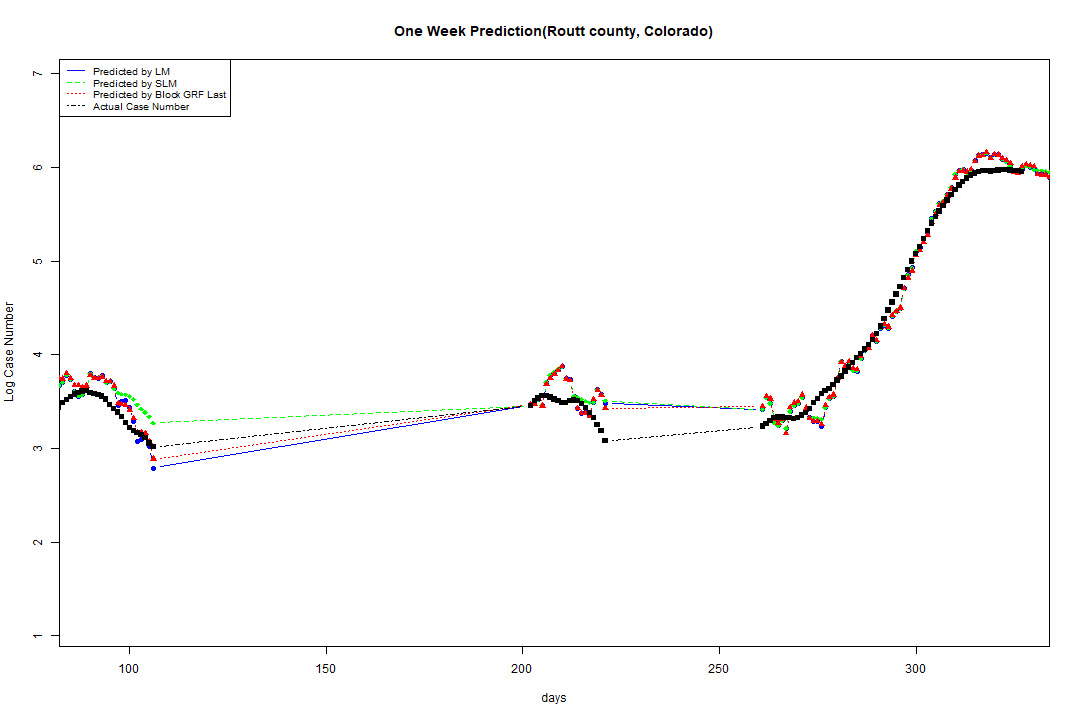 One Week Prediction(Routt county, Colorado)
Predicted by LM
Predicted by SLM
Predicted by Block GRF Last
Actual Case Number
7
6
5
4
3
2
1
Log Case Number
100 150 200 250 300
days